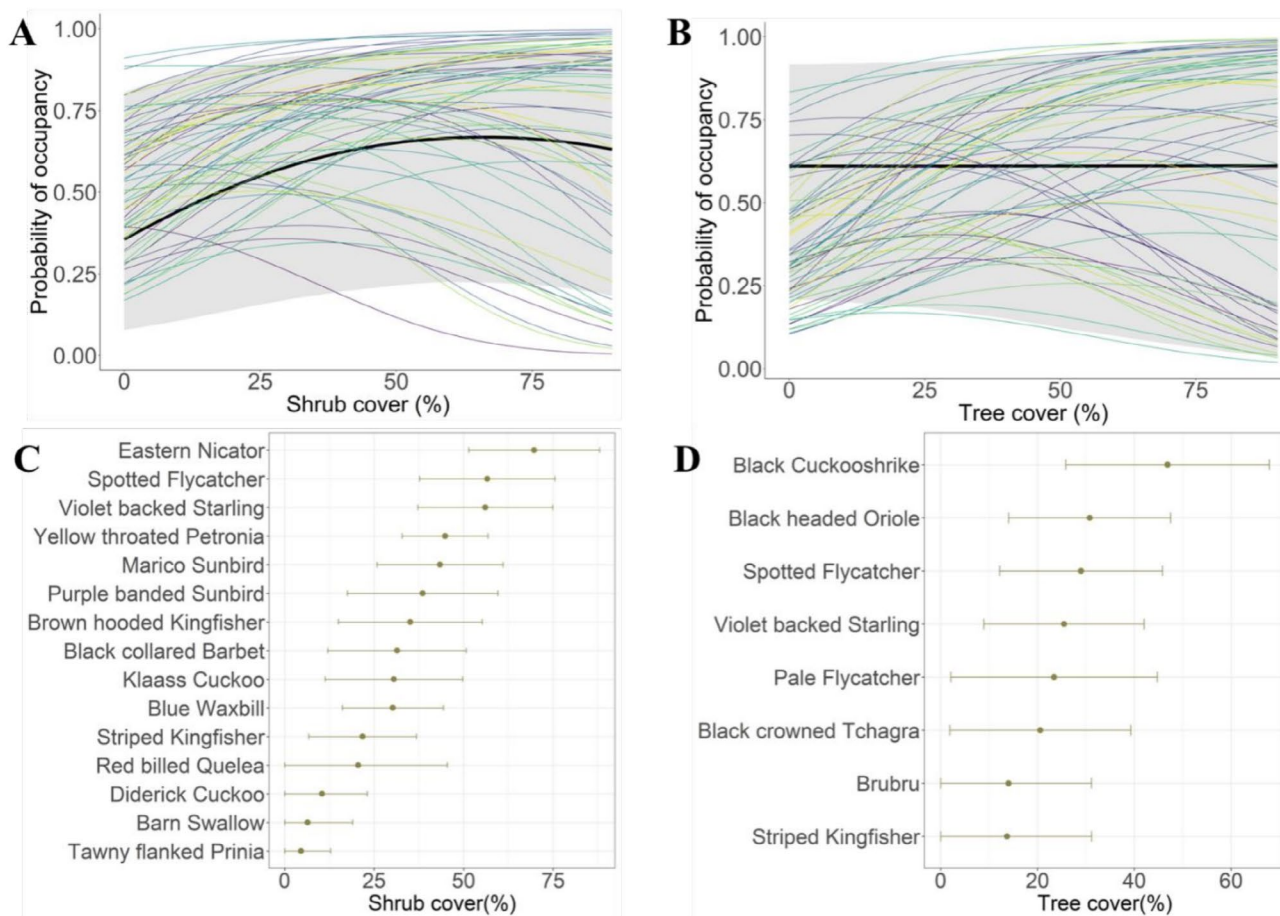 A
Probability of occupancy
1.00
0.75
0.50
0.25
0.00
0
25
50
75
Shrub cover (%)
B
Probability of occupancy
1.00
0.75
0.50
0.25
0.00
0
25
50
75
Tree cover (%)
C
Eastern Nicator
Spotted Flycatcher
Violet backed Starling
Yellow throated Petronia
Marico Sunbird
Purple banded Sunbird
Brown hooded Kingfisher
Black collared Barbet
Klaass Cuckoo
Blue Waxbill
Striped Kingfisher
Red billed Quelea
Diderick Cuckoo
Barn Swallow
Tawny flanked Prinia
0
25
50
75
Shrub cover(%)
D
Black Cuckooshrike
Black headed Oriole
Spotted Flycatcher
Violet backed Starling
Pale Flycatcher
Black crowned Tchagra
Brubru
Striped Kingfisher
0
20
40
60
Tree cover(%)